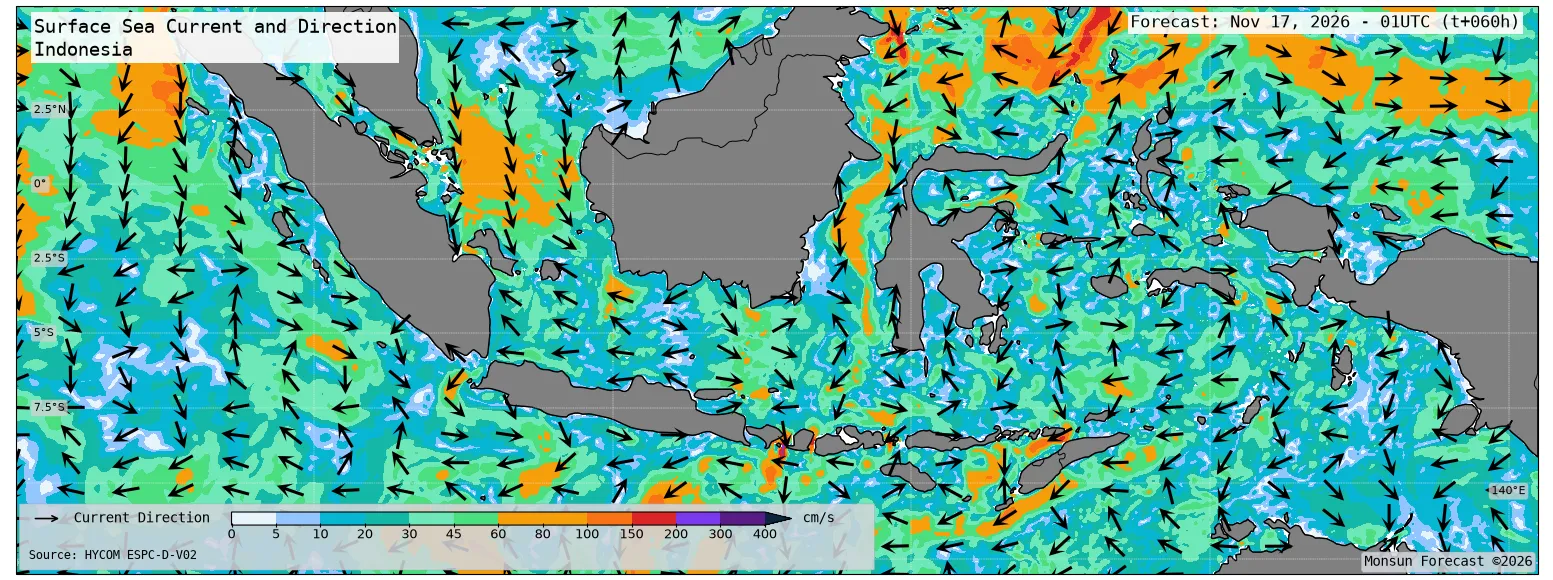 Surface Sea Current and Direction
Indonesia
Forecast: Nov 17, 2026 - 01UTC (t+060h)
2.5°N
0°
2.5°S
5°S
7.5°S
140°E
Current Direction
0 5 10 20 30 45 60 80 100 150 200 300 400 cm/s
Source: HYCOM ESPC-D-V02
Monsun Forecast ©2026